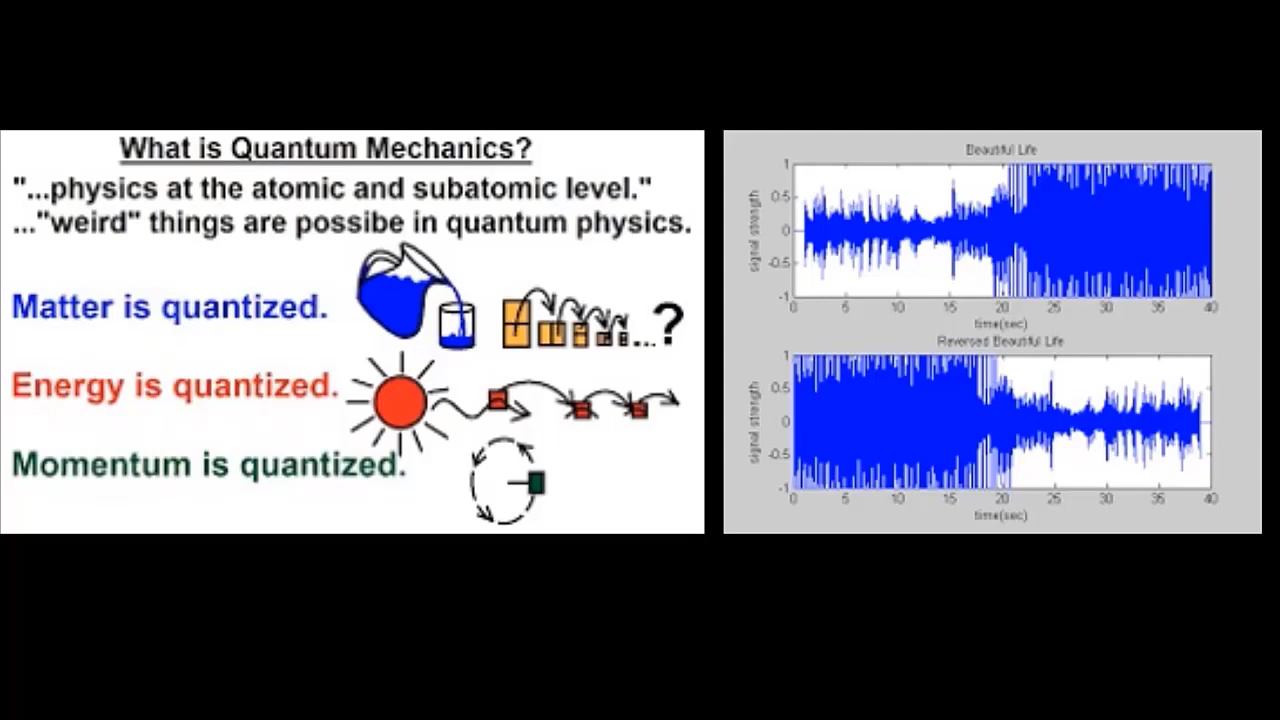 What is Quantum Mechanics?
"...physics at the atomic and subatomic level."
..."weird" things are possibe in quantum physics.
Matter is quantized.
...?
Energy is quantized.
Momentum is quantized.
Beautiful Life
signal strength
1
0.5
0
-0.5
-1
0 5 10 15 20 25 30 35 40
time(sec)
Reversed Beautiful Life
signal strength
1
0.5
0
-0.5
-1
0 5 10 15 20 25 30 35 40
time(sec)